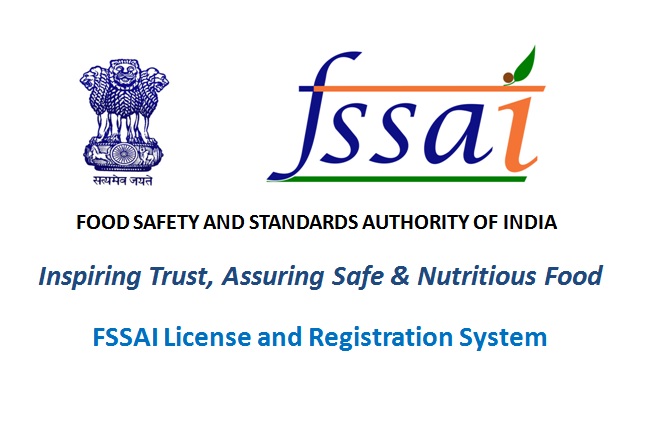 fssai
सत्यमेव जयते
FOOD SAFETY AND STANDARDS AUTHORITY OF INDIA
Inspiring Trust, Assuring Safe & Nutritious Food
FSSAI License and Registration System